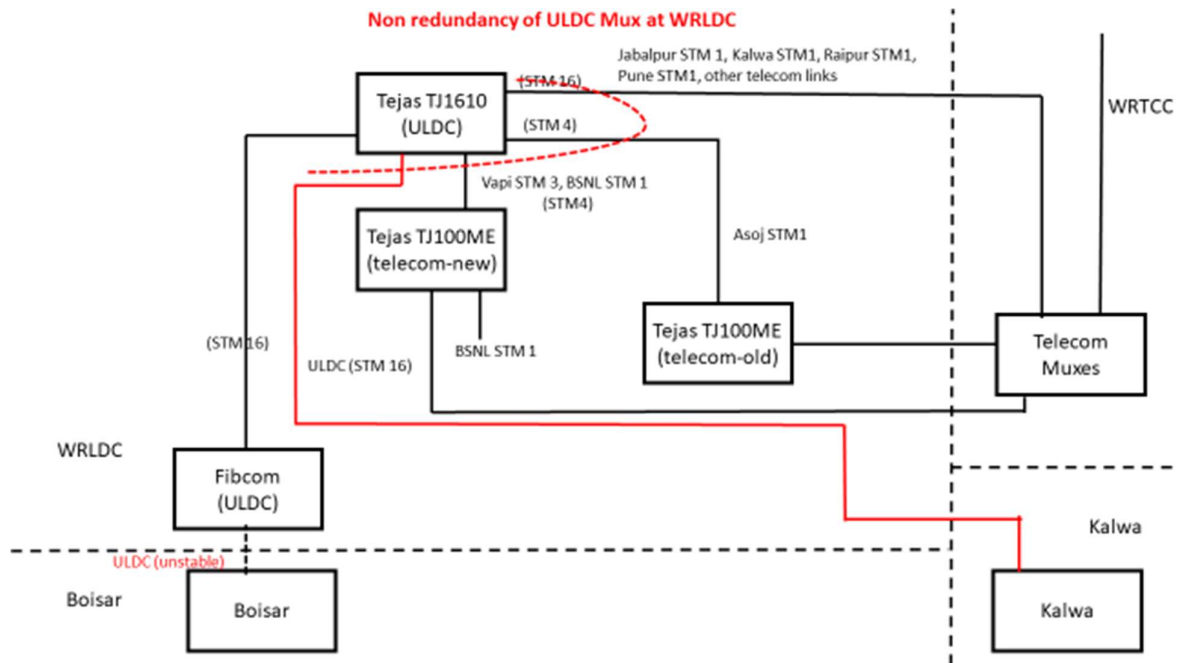 Non redundancy of ULDC Mux at WRLDC
Jabalpur STM 1, Kalwa STM1, Raipur STM1,
Pune STM1, other telecom links
(STM 16)
Tejas TJ1610
(ULDC)
WRTCC
(STM 4)
Vapi STM 3, BSNL STM 1
(STM4)
Tejas TJ100ME
(telecom-new)
Asoj STM1
Tejas TJ100ME
(telecom-old)
Telecom
Muxes
(STM 16)
BSNL STM 1
ULDC (STM 16)
WRLDC
Fibcom
(ULDC)
Kalwa
ULDC (unstable)
Boisar
Boisar
Kalwa